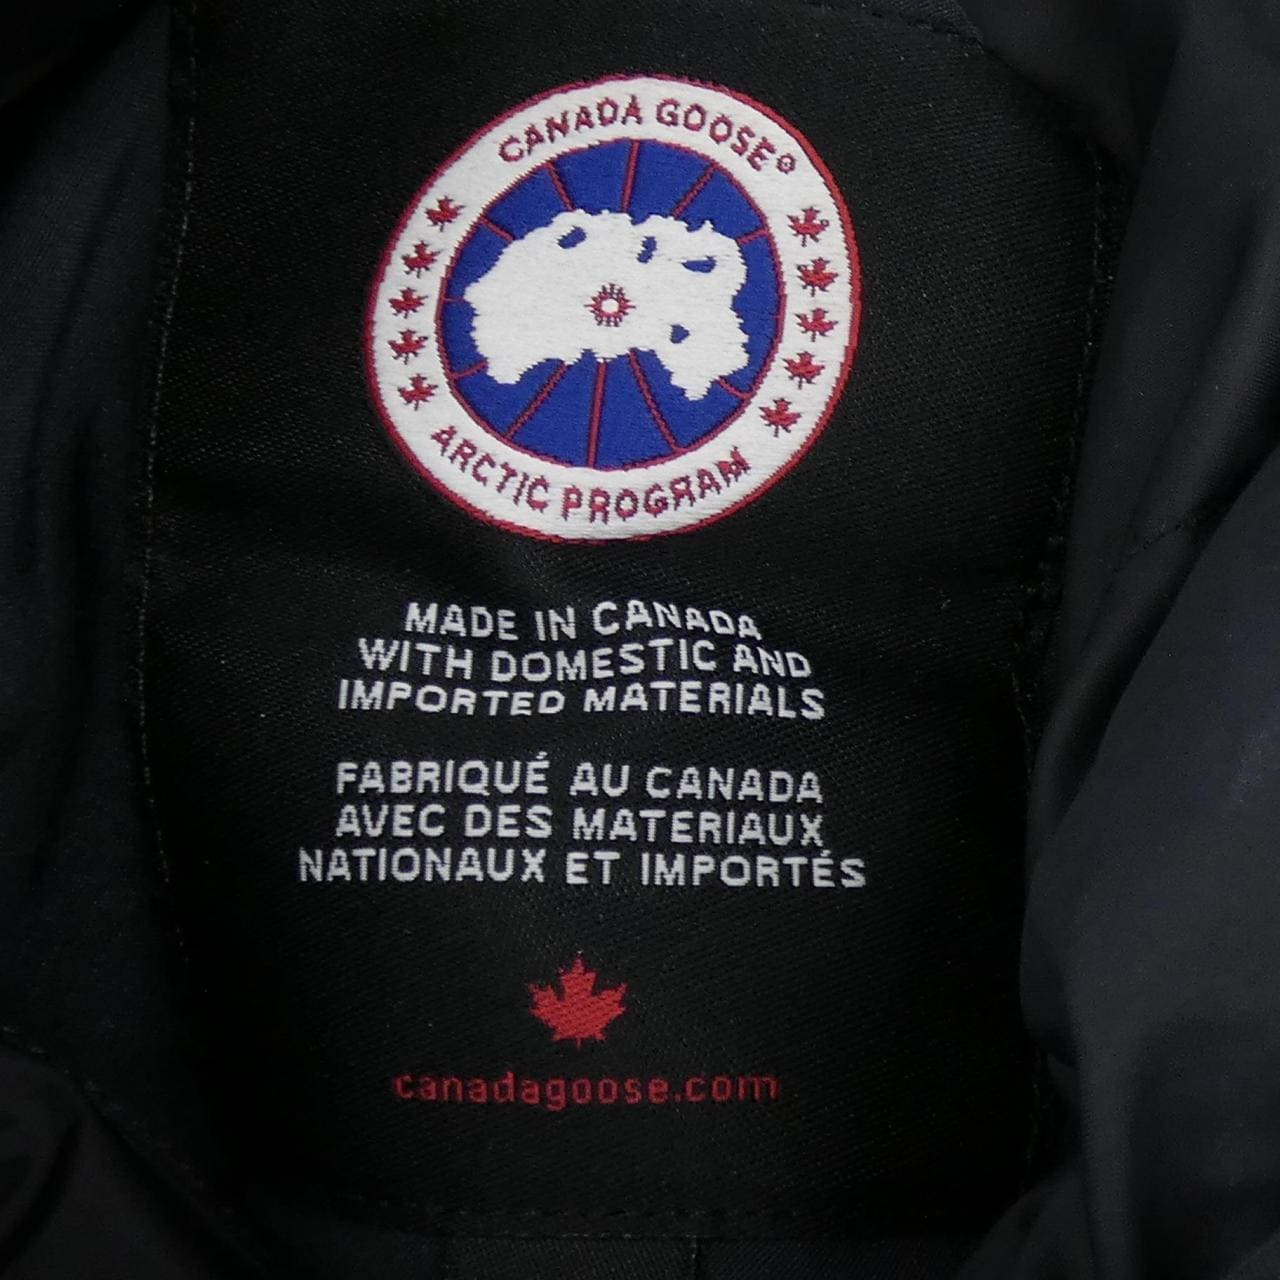 CANADA GOOSE®
ARCTIC PROGRAM
MADE IN CANADA
WITH DOMESTIC AND
IMPORTED MATERIALS
FABRIQUÉ AU CANADA
AVEC DES MATERIAUX
NATIONAUX ET IMPORTÉS
canadagoose.com